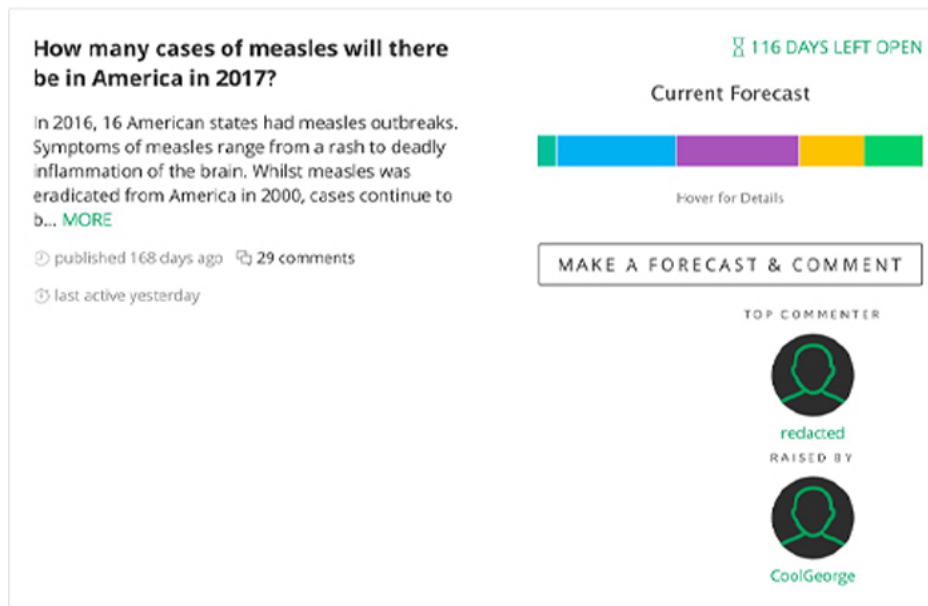 How many cases of measles will there
be in America in 2017?
In 2016, 16 American states had measles outbreaks.
Symptoms of measles range from a rash to deadly
inflammation of the brain. Whilst measles was
eradicated from America in 2000, cases continue to
b... MORE
published 168 days ago 29 comments
last active yesterday
116 DAYS LEFT OPEN
Current Forecast
Hover for Details
MAKE A FORECAST & COMMENT
TOP COMMENTER
redacted
RAISED BY
CoolGeorge